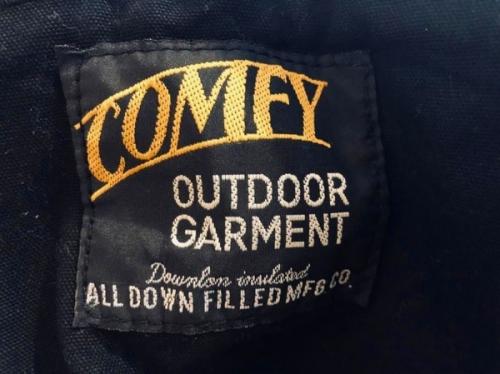 COMFY
OUTDOOR
GARMENT
Downlon insulated
ALL DOWN FILLED MFG. CO.